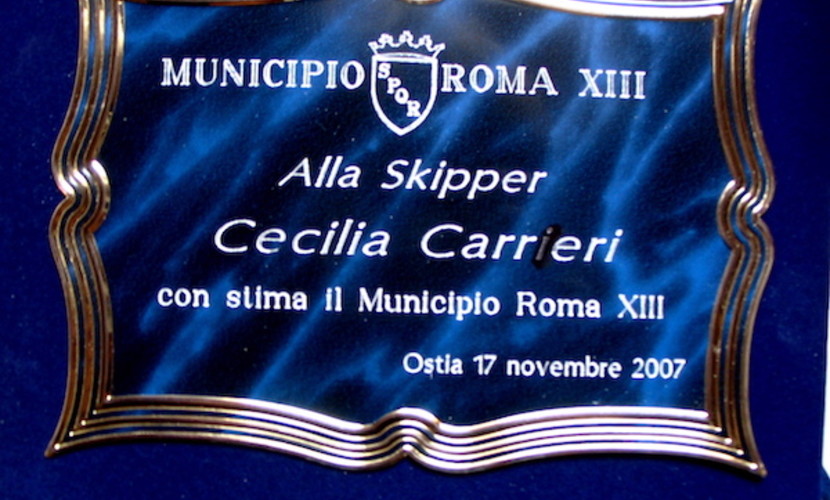 MUNICIPIO SPQR ROMA XIII
Alla Skipper
Cecilia Carrieri
con stima il Municipio Roma XIII
Ostia 17 novembre 2007